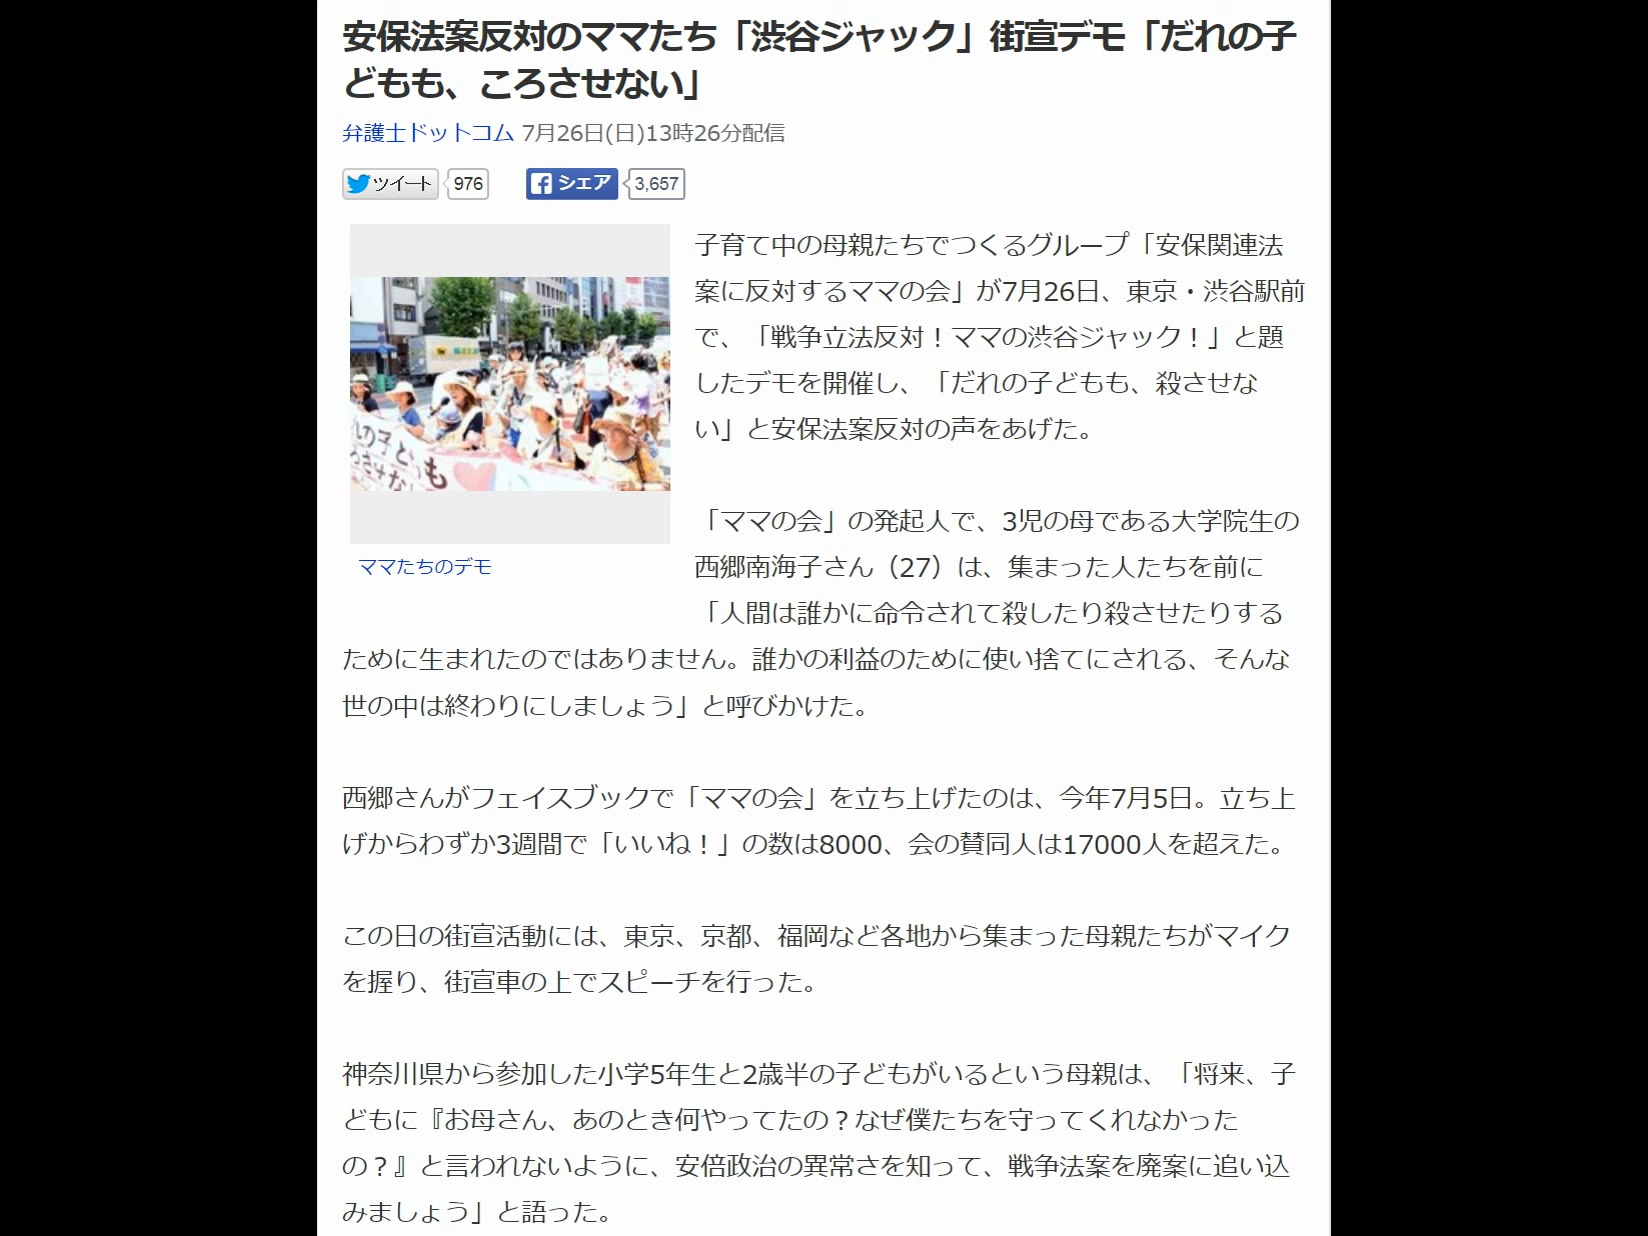 安保法案反対のママたち「渋谷ジャック」街宣デモ「だれの子
どもも、ころさせない」
弁護士ドットコム 7月26日(日)13時26分配信
ツイート 976 シェア 3,657
子育て中の母親たちでつくるグループ「安保関連法
案に反対するママの会」が7月26日、東京・渋谷駅前
で、「戦争立法反対！ママの渋谷ジャック！」と題
したデモを開催し、「だれの子どもも、殺させな
い」と安保法案反対の声をあげた。
れの子ども
ろさせない
も
ママたちのデモ
「ママの会」の発起人で、3児の母である大学院生の
西郷南海子さん（27）は、集まった人たちを前に
「人間は誰かに命令されて殺したり殺させたりする
ために生まれたのではありません。誰かの利益のために使い捨てにされる、そんな
世の中は終わりにしましょう」と呼びかけた。
西郷さんがフェイスブックで「ママの会」を立ち上げたのは、今年7月5日。立ち上
げからわずか3週間で「いいね！」の数は8000、会の賛同人は17000人を超えた。
この日の街宣活動には、東京、京都、福岡など各地から集まった母親たちがマイク
を握り、街宣車の上でスピーチを行った。
神奈川県から参加した小学5年生と2歳半の子どもがいるという母親は、「将来、子
どもに『お母さん、あのとき何やってたの？なぜ僕たちを守ってくれなかった
の？』と言われないように、安倍政治の異常さを知って、戦争法案を廃案に追い込
みましょう」と語った。